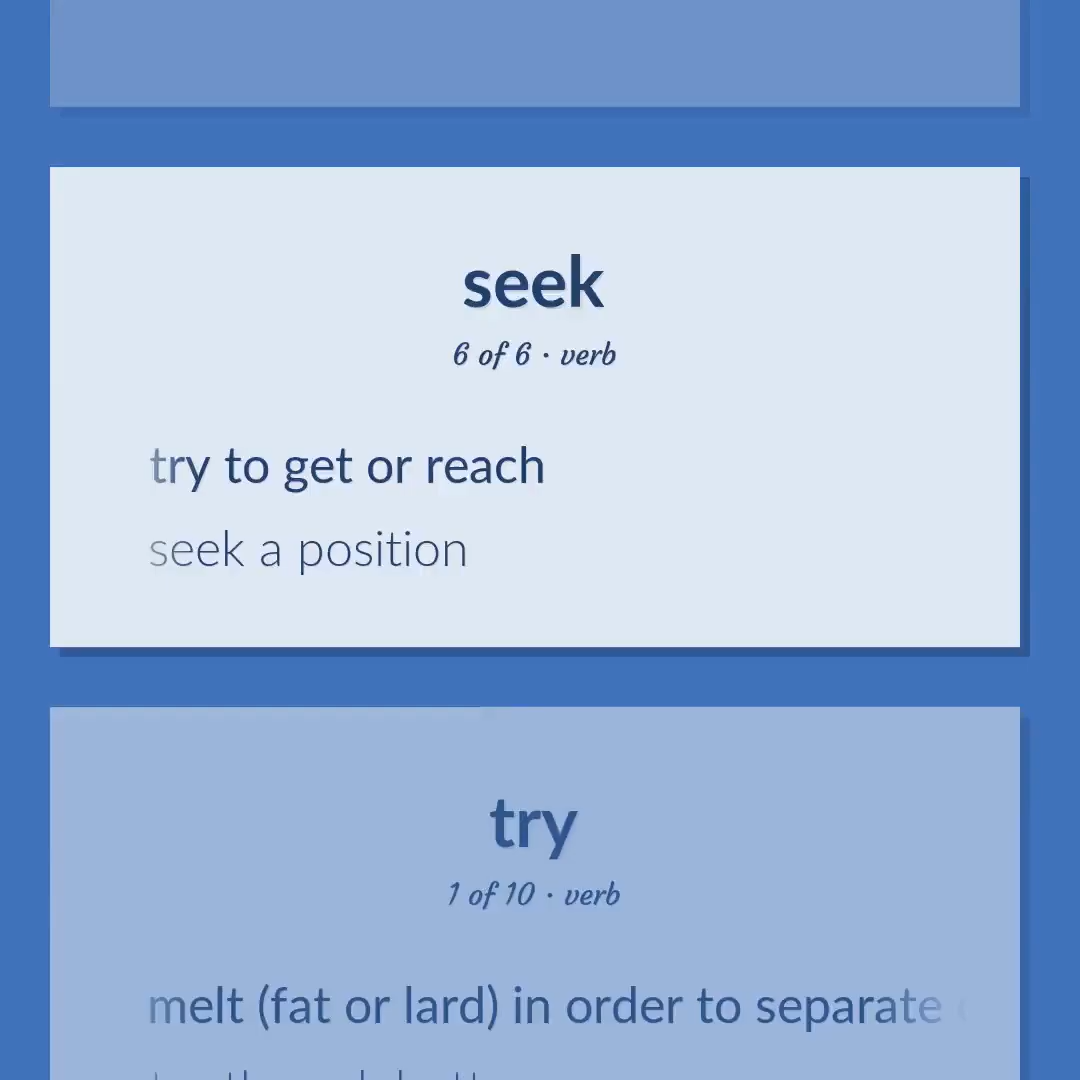 seek
6 of 6 · verb
try to get or reach
seek a position
try
1 of 10 · verb
melt (fat or lard) in order to separate